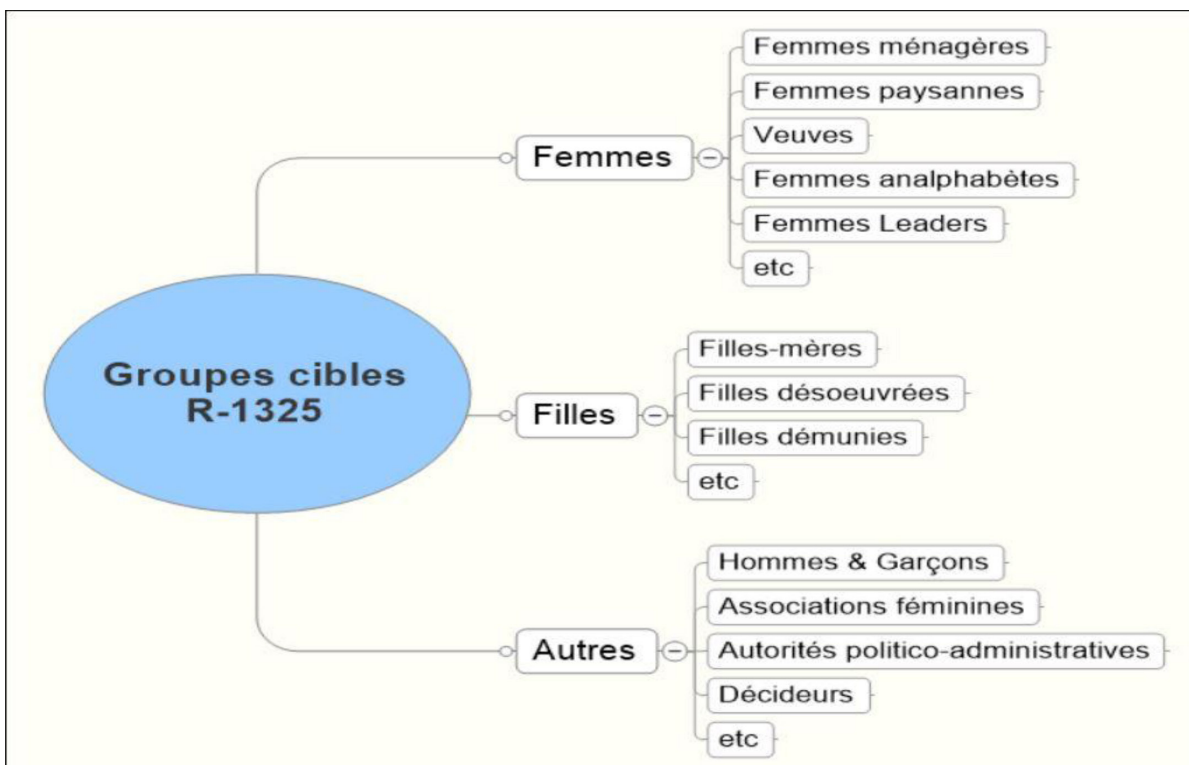 Femmes ménagères
Femmes paysannes
Veuves
Femmes
Femmes analphabètes
Femmes Leaders
etc
Groupes cibles
R-1325
Filles-mères
Filles désoeuvrées
Filles
Filles démunies
etc
Hommes & Garçons
Associations féminines
Autres
Autorités politico-administratives
Décideurs
etc